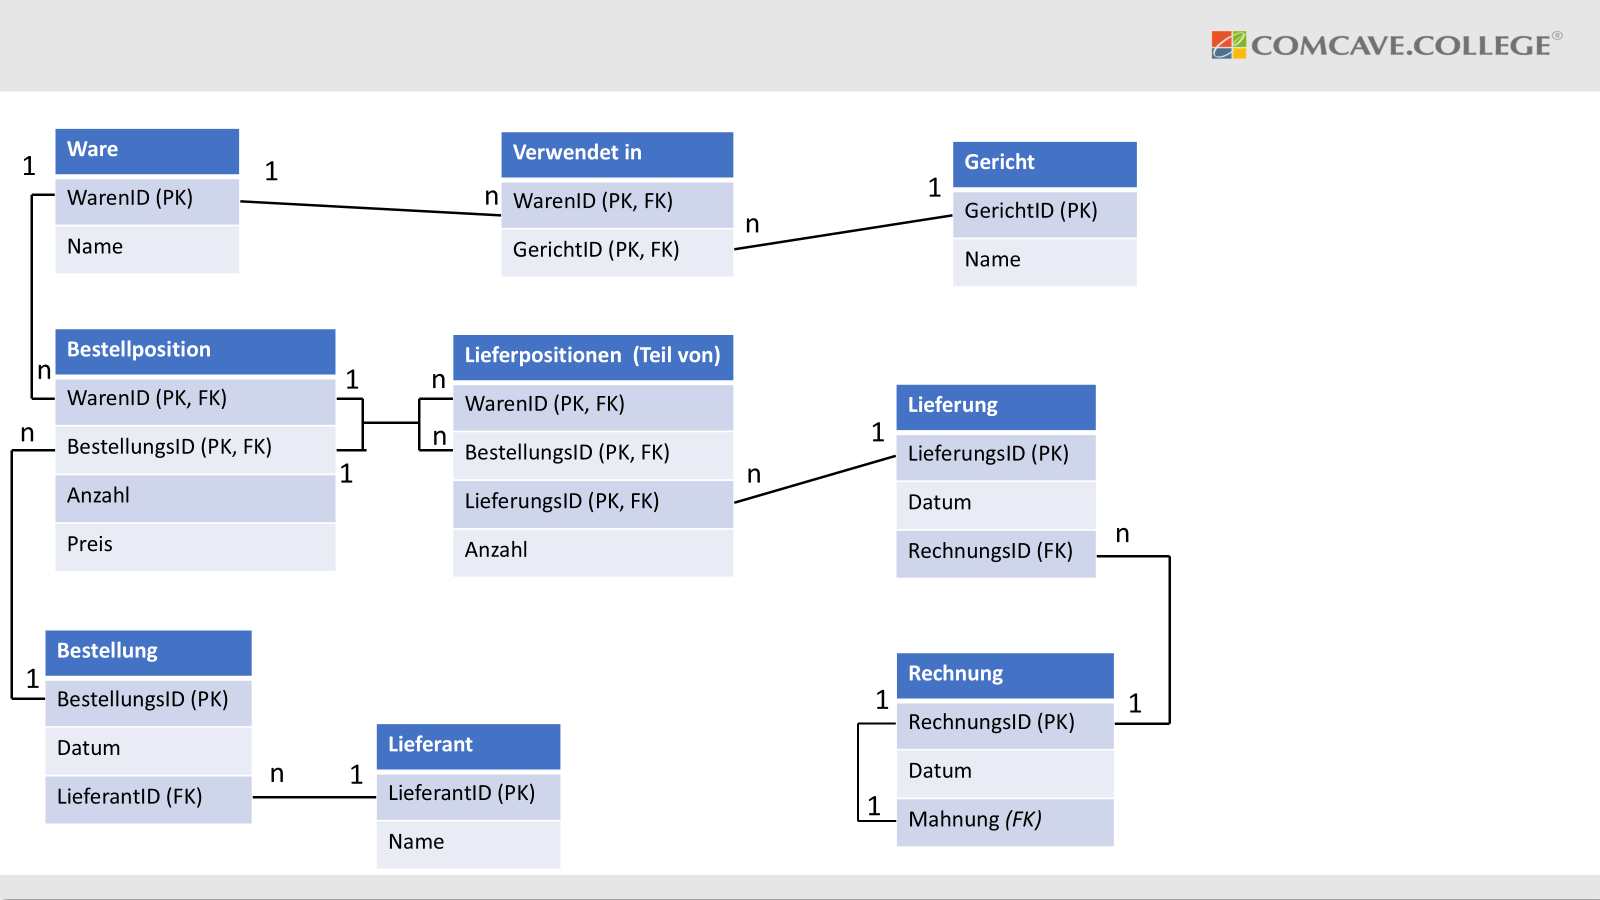 COMCAVE.COLLEGE®
Ware
WarenID (PK)
Name
1
1
n
Verwendet in
WarenID (PK, FK)
GerichtID (PK, FK)
n
1
Gericht
GerichtID (PK)
Name
Bestellposition
WarenID (PK, FK)
BestellungsID (PK, FK)
Anzahl
Preis
n
n
1
1
n
n
Lieferpositionen (Teil von)
WarenID (PK, FK)
BestellungsID (PK, FK)
LieferungsID (PK, FK)
Anzahl
n
1
Lieferung
LieferungsID (PK)
Datum
RechnungsID (FK)
n
Bestellung
BestellungsID (PK)
Datum
LieferantID (FK)
1
n
1
Lieferant
LieferantID (PK)
Name
Rechnung
RechnungsID (PK)
Datum
Mahnung (FK)
1
1
1